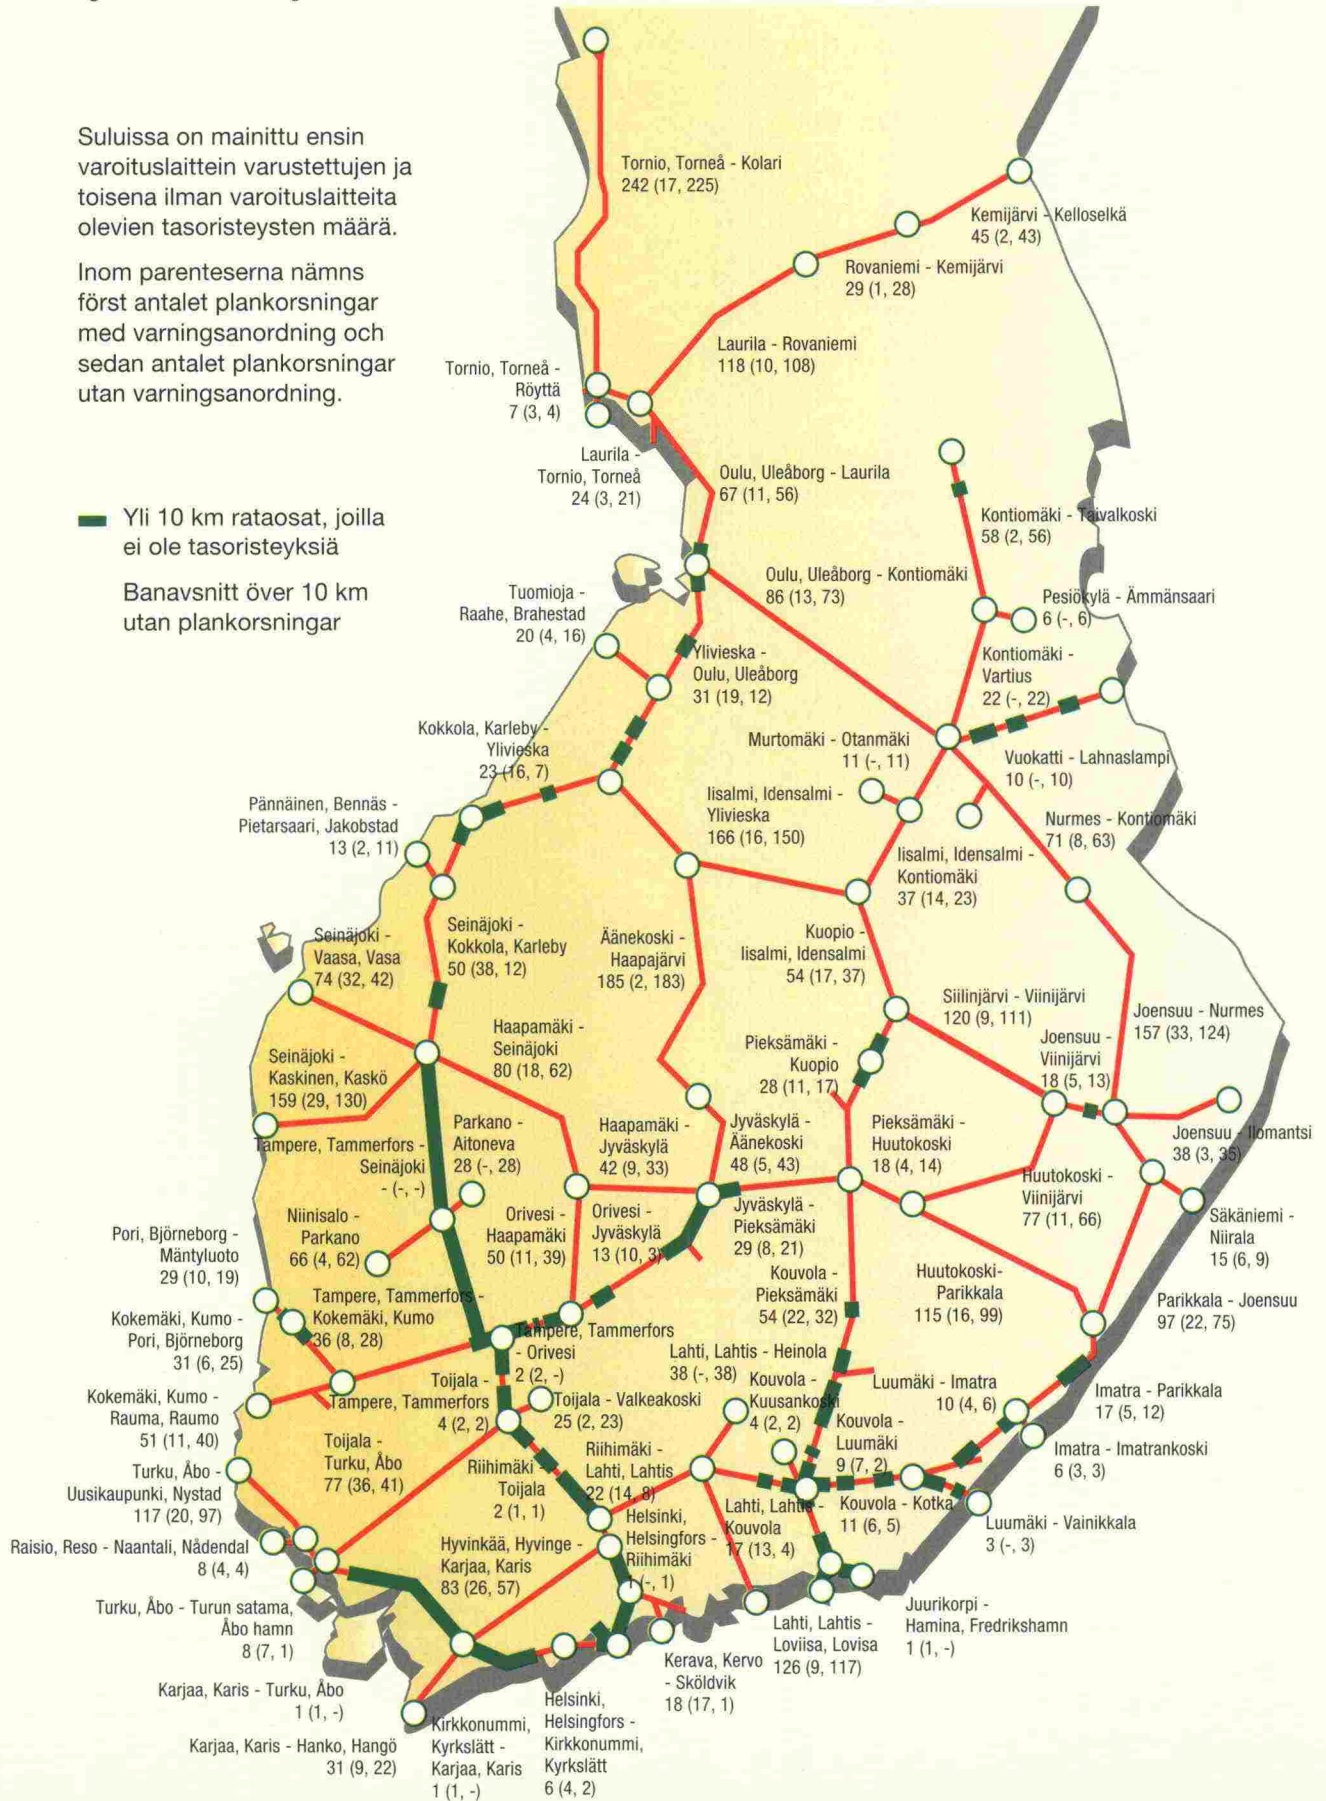 Suluissa on mainittu ensin
varoituslaittein varustettujen ja
toisena ilman varoituslaitteita
olevien tasoristeysten määrä.
Inom parenteserna nämns
först antalet plankorsningar
med varningsanordning och
sedan antalet plankorsningar
utan varningsanordning.
Yli 10 km rataosat, joilla
ei ole tasoristeyksiä
Banavsnitt över 10 km
utan plankorsningar
Tornio, Torneå - Kolari
242 (17, 225)
Kemijärvi - Kelloselkä
45 (2, 43)
Rovaniemi - Kemijärvi
29 (1, 28)
Laurila - Rovaniemi
118 (10, 108)
Tornio, Torneå -
Röyttä
7 (3, 4)
Laurila -
Tornio, Torneå
24 (3, 21)
Oulu, Uleåborg - Laurila
67 (11, 56)
Kontiomäki - Taivalkoski
58 (2, 56)
Oulu, Uleåborg - Kontiomäki
86 (13, 73)
Pesiökylä - Ämmänsaari
6 (-, 6)
Tuomioja -
Raahe, Brahestad
20 (4, 16)
Ylivieska -
Oulu, Uleåborg
31 (19, 12)
Kontiomäki -
Vartius
22 (-, 22)
Kokkola, Karleby -
Ylivieska
23 (16, 7)
Murtomäki - Otanmäki
11 (-, 11)
Vuokatti - Lahnaslampi
10 (-, 10)
Pännäinen, Bennäs -
Pietarsaari, Jakobstad
13 (2, 11)
Iisalmi, Idensalmi -
Ylivieska
166 (16, 150)
Nurmes - Kontiomäki
71 (8, 63)
Iisalmi, Idensalmi -
Kontiomäki
37 (14, 23)
Seinäjoki -
Vaasa, Vasa
74 (32, 42)
Seinäjoki -
Kokkola, Karleby
50 (38, 12)
Äänekoski -
Haapajärvi
185 (2, 183)
Kuopio -
Iisalmi, Idensalmi
54 (17, 37)
Siilinjärvi - Viinijärvi
120 (9, 111)
Joensuu - Nurmes
157 (33, 124)
Seinäjoki -
Kaskinen, Kaskö
159 (29, 130)
Haapamäki -
Seinäjoki
80 (18, 62)
Pieksämäki -
Kuopio
28 (11, 17)
Joensuu -
Viinijärvi
18 (5, 13)
Tampere, Tammerfors -
Seinäjoki
- (-, -)
Parkano -
Aitoneva
28 (-, 28)
Haapamäki -
Jyväskylä
42 (9, 33)
Jyväskylä -
Äänekoski
48 (5, 43)
Pieksämäki -
Huutokoski
18 (4, 14)
Joensuu - Ilomantsi
38 (3, 35)
Huutokoski -
Viinijärvi
77 (11, 66)
Säkäniemi -
Niirala
15 (6, 9)
Pori, Björneborg -
Mäntyluoto
29 (10, 19)
Niinisalo -
Parkano
66 (4, 62)
Orivesi -
Haapamäki
50 (11, 39)
Orivesi -
Jyväskylä
13 (10, 3)
Jyväskylä -
Pieksämäki
29 (8, 21)
Kouvola -
Pieksämäki
54 (22, 32)
Huutokoski-
Parikkala
115 (16, 99)
Parikkala - Joensuu
97 (22, 75)
Kokemäki, Kumo -
Pori, Björneborg
31 (6, 25)
Tampere, Tammerfors -
Kokemäki, Kumo
36 (8, 28)
Tampere, Tammerfors
- Orivesi
2 (2, -)
Lahti, Lahtis - Heinola
38 (-, 38)
Kokemäki, Kumo -
Rauma, Raumo
51 (11, 40)
Toijala -
Tampere, Tammerfors
4 (2, 2)
Toijala - Valkeakoski
25 (2, 23)
Kouvola -
Kuusankoski
4 (2, 2)
Luumäki - Imatra
10 (4, 6)
Imatra - Parikkala
17 (5, 12)
Kouvola -
Luumäki
9 (7, 2)
Imatra - Imatrankoski
6 (3, 3)
Toijala -
Turku, Åbo
77 (36, 41)
Riihimäki -
Toijala
2 (1, 1)
Riihimäki -
Lahti, Lahtis
22 (14, 8)
Turku, Åbo -
Uusikaupunki, Nystad
117 (20, 97)
Lahti, Lahtis -
Kouvola
17 (13, 4)
Kouvola - Kotka
11 (6, 5)
Luumäki - Vainikkala
3 (-, 3)
Raisio, Reso - Naantali, Nådendal
8 (4, 4)
Hyvinkää, Hyvinge -
Karjaa, Karis
83 (26, 57)
Helsinki,
Helsingfors -
Riihimäki
1 (-, 1)
Turku, Åbo - Turun satama,
Åbo hamn
8 (7, 1)
Juurikorpi -
Hamina, Fredrikshamn
1 (1, -)
Lahti, Lahtis -
Loviisa, Lovisa
126 (9, 117)
Kerava, Kervo
- Sköldvik
18 (17, 1)
Karjaa, Karis - Turku, Åbo
1 (1, -)
Karjaa, Karis - Hanko, Hangö
31 (9, 22)
Kirkkonummi,
Kyrkslätt -
Karjaa, Karis
1 (1, -)
Helsinki,
Helsingfors -
Kirkkonummi,
Kyrkslätt
6 (4, 2)